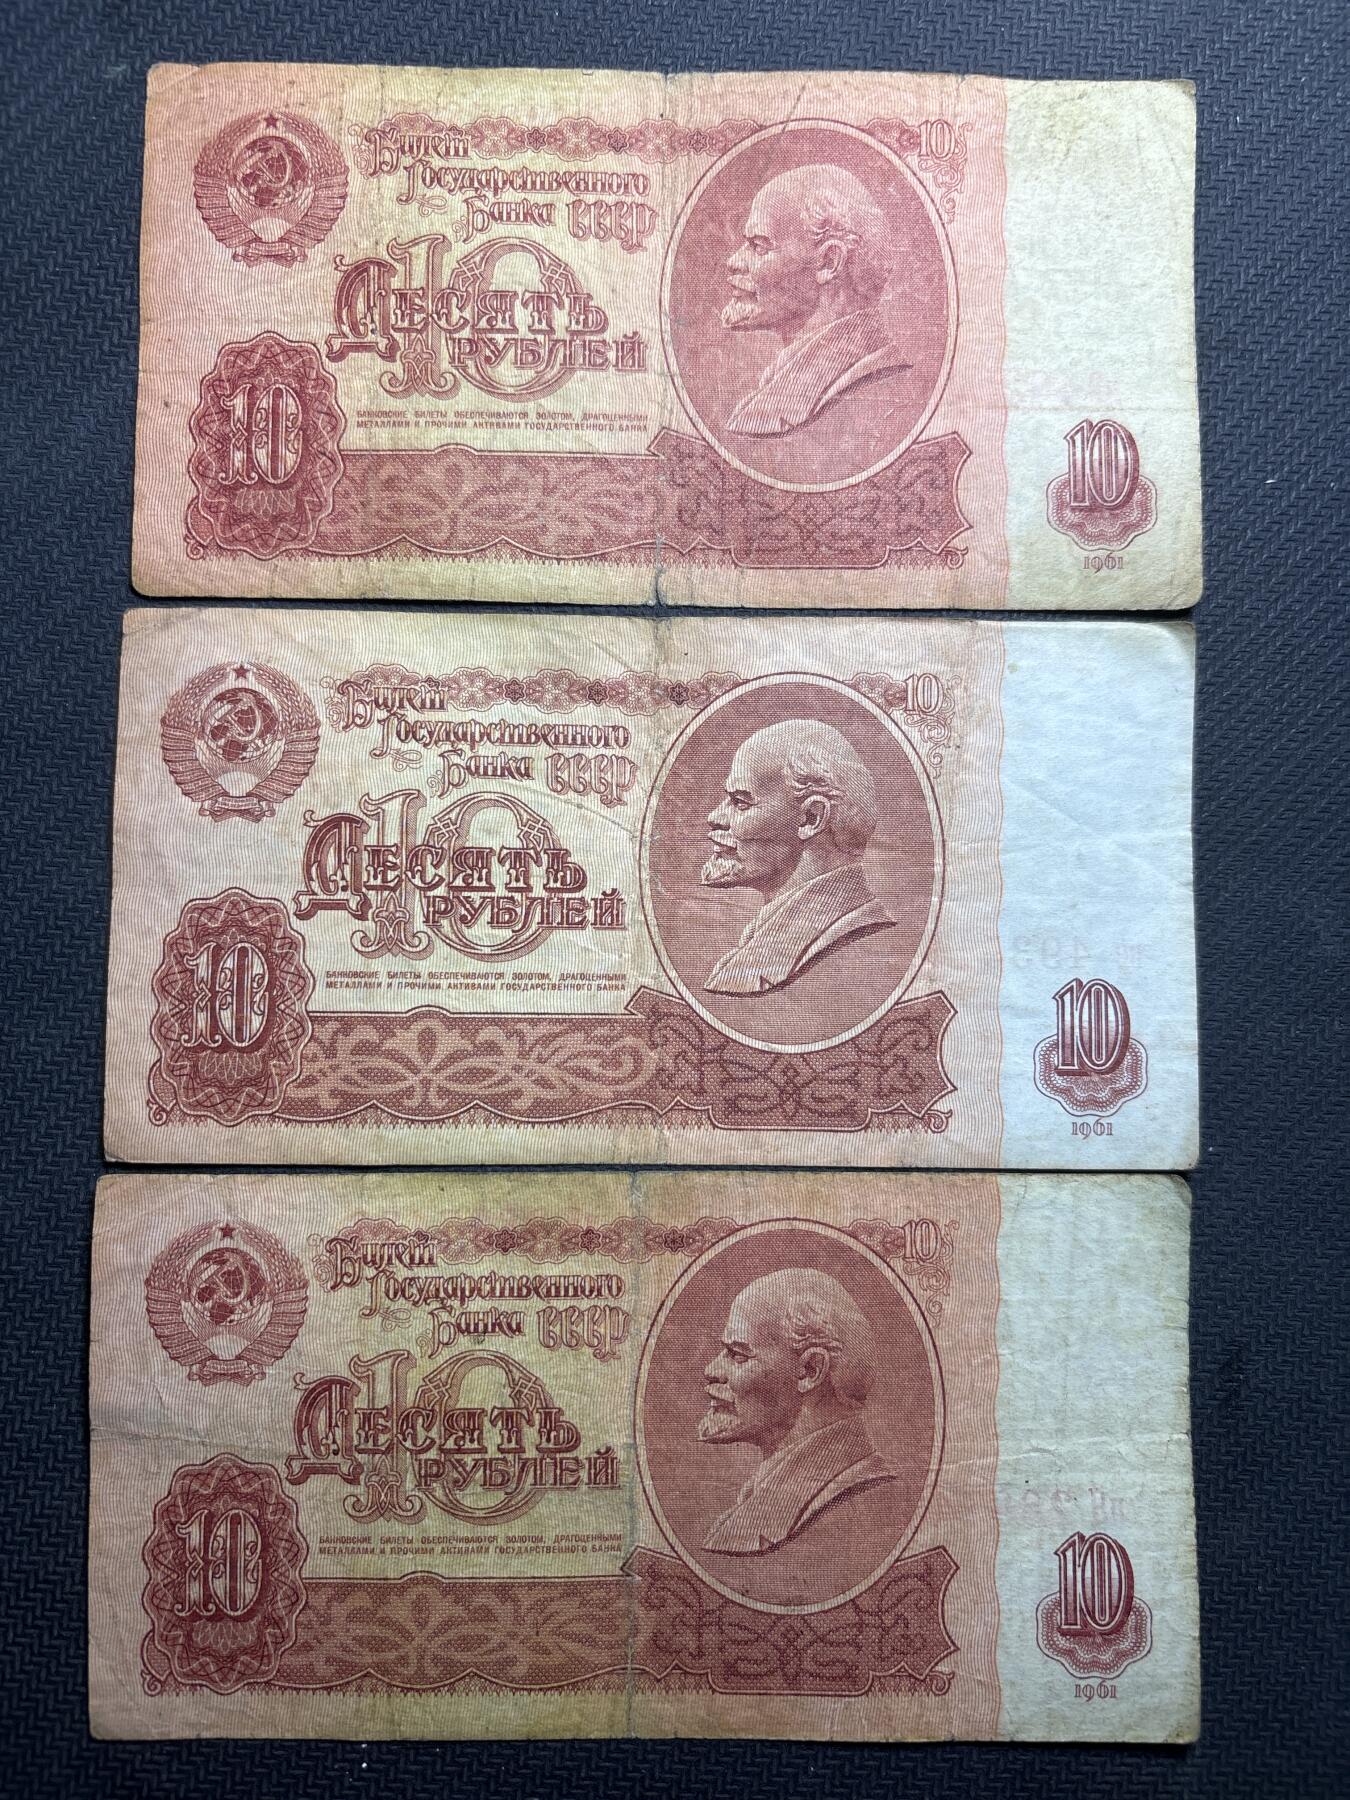 10
Билет
Государственного
Банка СССР
10
Десять
рублей
БАНКОВСКИЕ БИЛЕТЫ ОБЕСПЕЧИВАЮТСЯ ЗОЛОТОМ, ДРАГОЦЕННЫМИ
МЕТАЛЛАМИ И ПРОЧИМИ АКТИВАМИ ГОСУДАРСТВЕННОГО БАНКА
10
10
1961
10
Билет
Государственного
Банка СССР
10
Десять
рублей
БАНКОВСКИЕ БИЛЕТЫ ОБЕСПЕЧИВАЮТСЯ ЗОЛОТОМ, ДРАГОЦЕННЫМИ
МЕТАЛЛАМИ И ПРОЧИМИ АКТИВАМИ ГОСУДАРСТВЕННОГО БАНКА
10
10
1961
10
Билет
Государственного
Банка СССР
10
Десять
рублей
БАНКОВСКИЕ БИЛЕТЫ ОБЕСПЕЧИВАЮТСЯ ЗОЛОТОМ, ДРАГОЦЕННЫМИ
МЕТАЛЛАМИ И ПРОЧИМИ АКТИВАМИ ГОСУДАРСТВЕННОГО БАНКА
10
10
1961